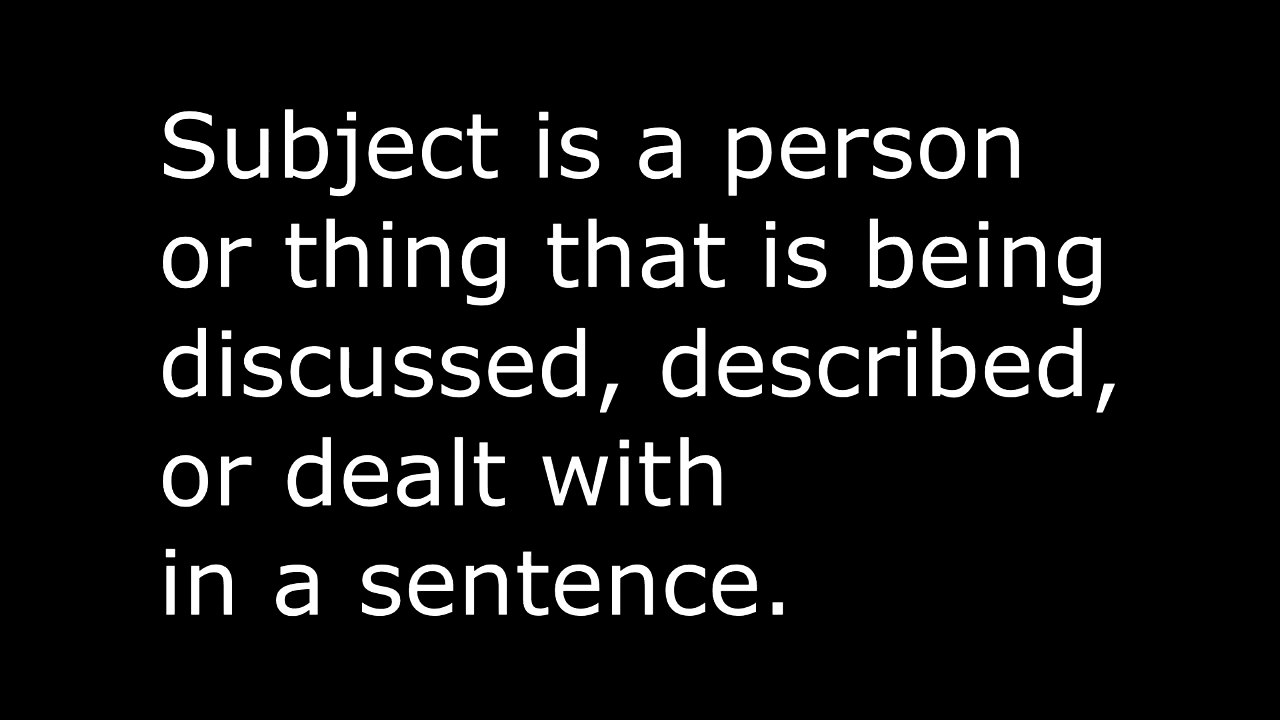 Subject is a person
or thing that is being
discussed, described,
or dealt with
in a sentence.